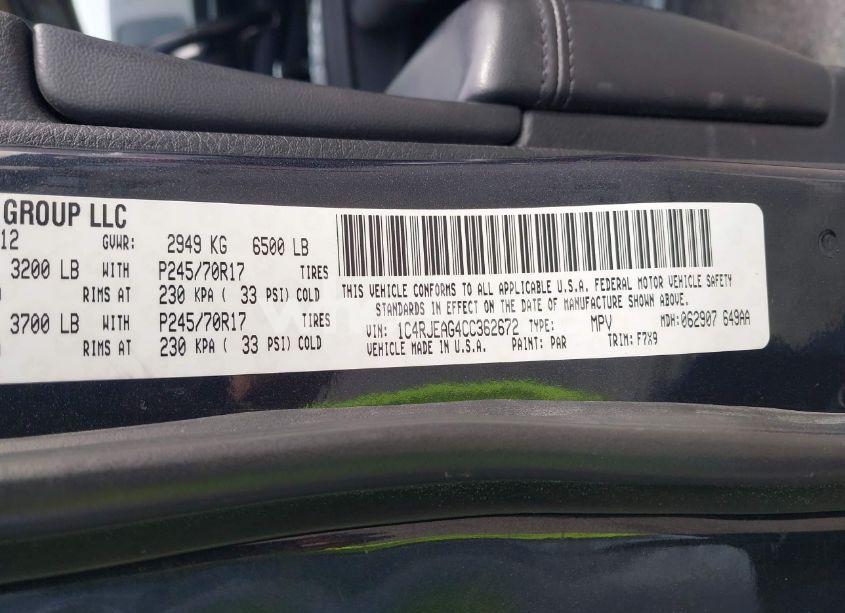 GROUP LLC
12 GVWR: 2949 KG 6500 LB
3200 LB WITH P245/70R17 TIRES
RIMS AT 230 KPA ( 33 PSI) COLD
3700 LB WITH P245/70R17 TIRES
RIMS AT 230 KPA ( 33 PSI) COLD
THIS VEHICLE CONFORMS TO ALL APPLICABLE U.S.A. FEDERAL MOTOR VEHICLE SAFETY
STANDARDS IN EFFECT ON THE DATE OF MANUFACTURE SHOWN ABOVE.
VIN: 1C4RJEAG4CC362672 TYPE: MPV MDH: 062907 649AA
VEHICLE MADE IN U.S.A. PAINT: PAR TRIM: F7X9